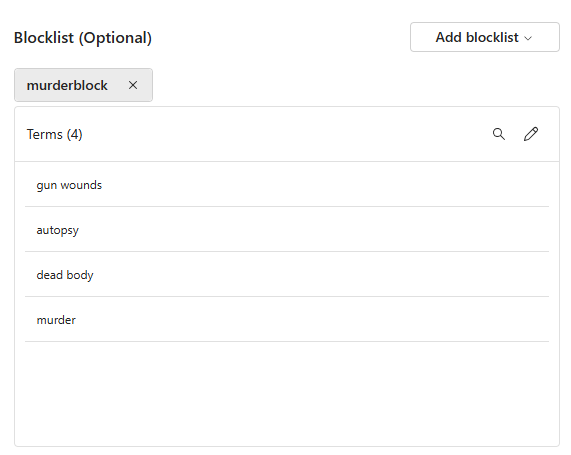 Blocklist (Optional)
Add blocklist
murderblock
Terms (4)
gun wounds
autopsy
dead body
murder